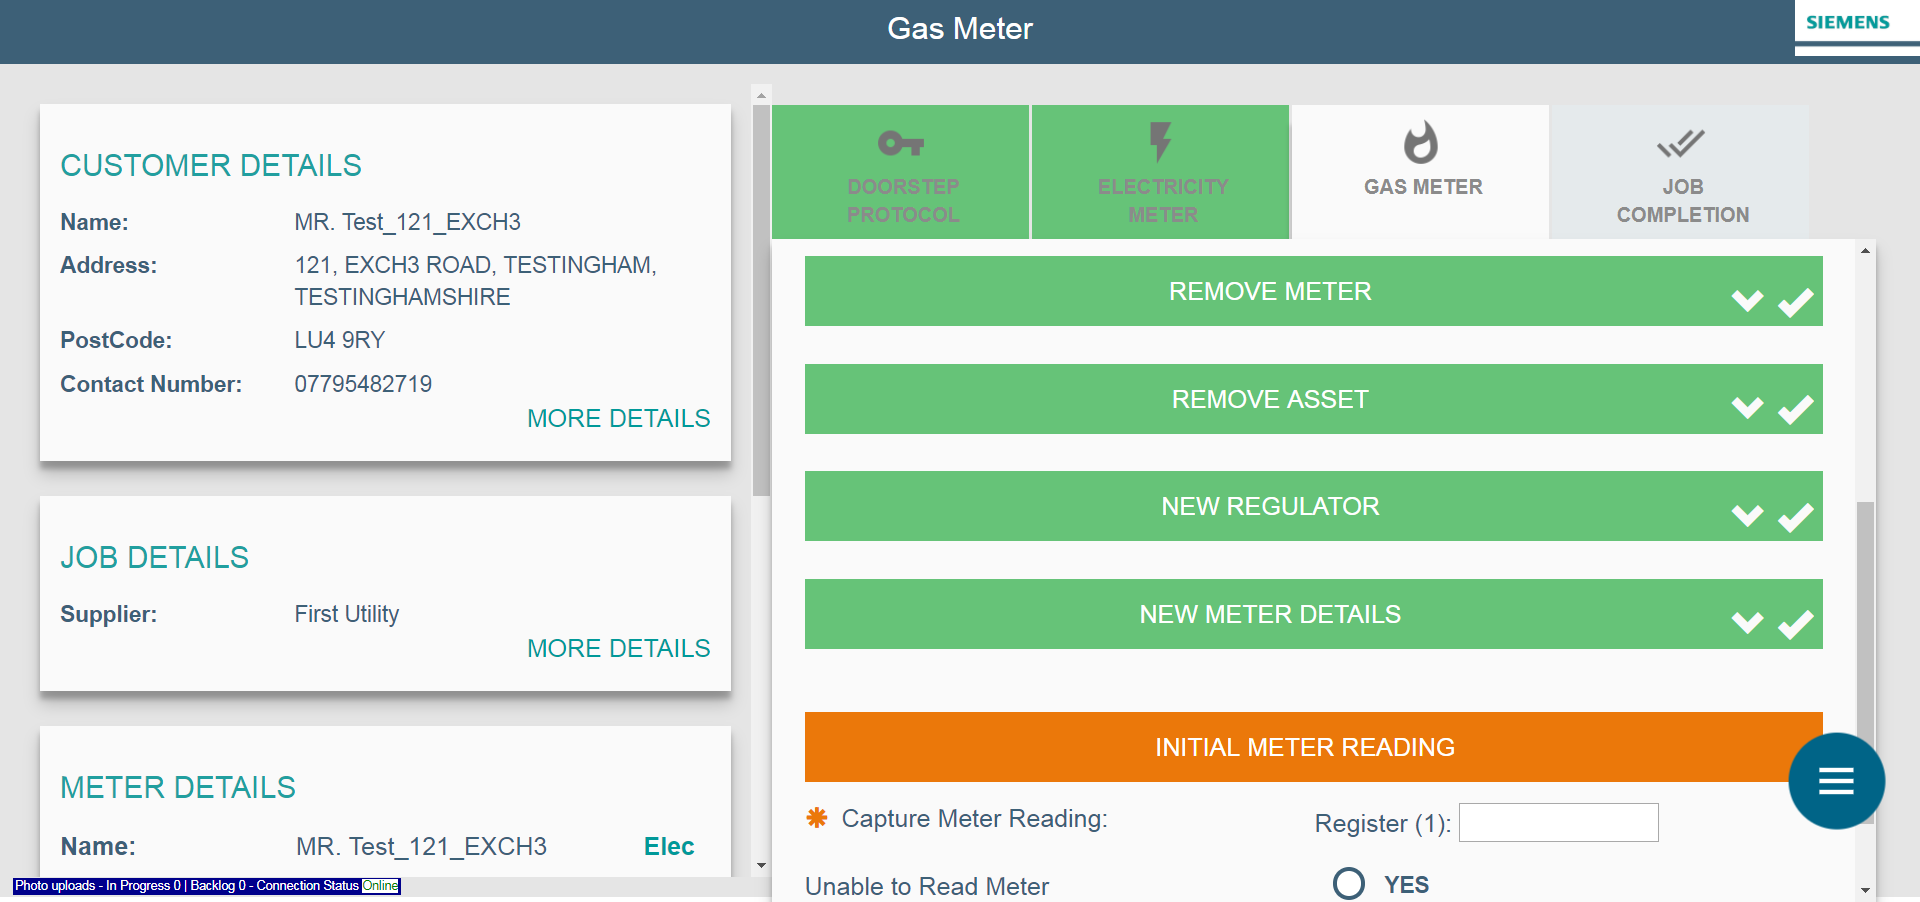 Gas Meter
SIEMENS
CUSTOMER DETAILS
Name: MR. Test_121_EXCH3
Address: 121, EXCH3 ROAD, TESTINGHAM,
TESTINGHAMSHIRE
PostCode: LU4 9RY
Contact Number: 07795482719
MORE DETAILS
JOB DETAILS
Supplier: First Utility
MORE DETAILS
METER DETAILS
Name: MR. Test_121_EXCH3 Elec
Photo uploads - In Progress 0 | Backlog 0 - Connection Status Online
DOORSTEP
PROTOCOL
ELECTRICITY
METER
GAS METER
JOB
COMPLETION
REMOVE METER
REMOVE ASSET
NEW REGULATOR
NEW METER DETAILS
INITIAL METER READING
Capture Meter Reading: Register (1):
Unable to Read Meter YES